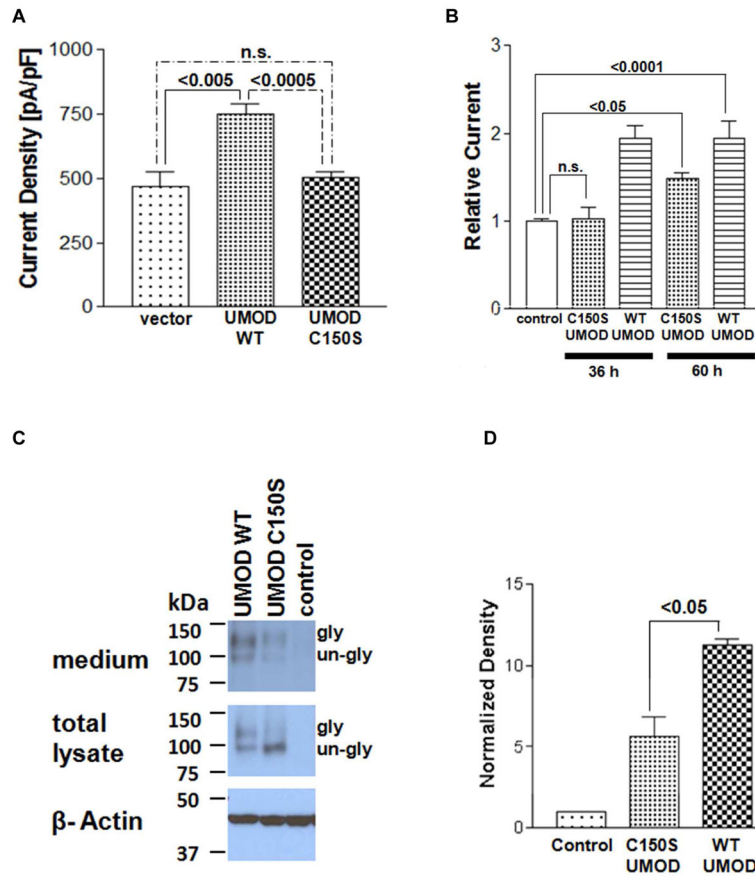 A
Current Density [pA/pF]
1000
750
500
250
0
n.s.
<0.005
<0.0005
vector
UMOD
WT
UMOD
C150S
B
Relative Current
3
2
1
0
<0.0001
<0.05
n.s.
control
C150S
UMOD
WT
UMOD
C150S
UMOD
WT
UMOD
36 h
60 h
C
UMOD WT
UMOD C150S
control
kDa
medium
150
100
75
gly
un-gly
total
lysate
150
100
75
gly
un-gly
β- Actin
50
37
D
Normalized Density
15
10
5
0
<0.05
Control
C150S
UMOD
WT
UMOD